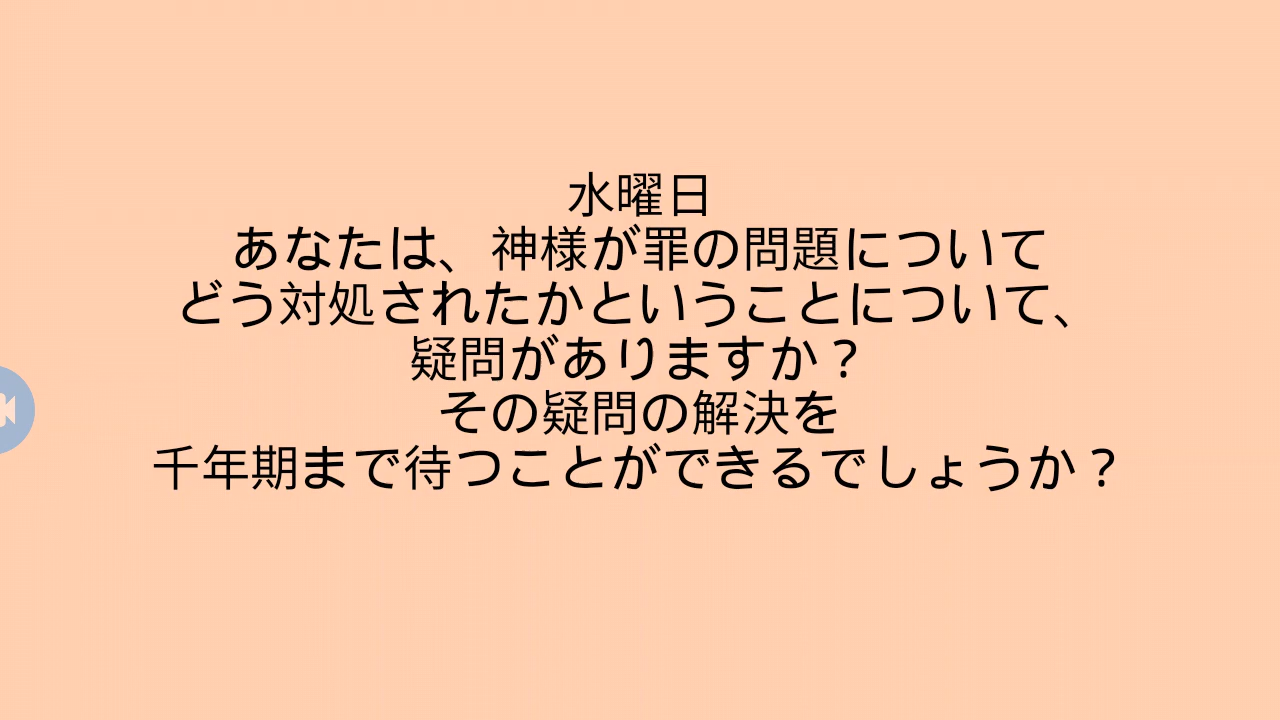 水曜日
あなたは、神様が罪の問題について
どう対処されたかということについて、
疑問がありますか？
その疑問の解決を
千年期まで待つことができるでしょうか？